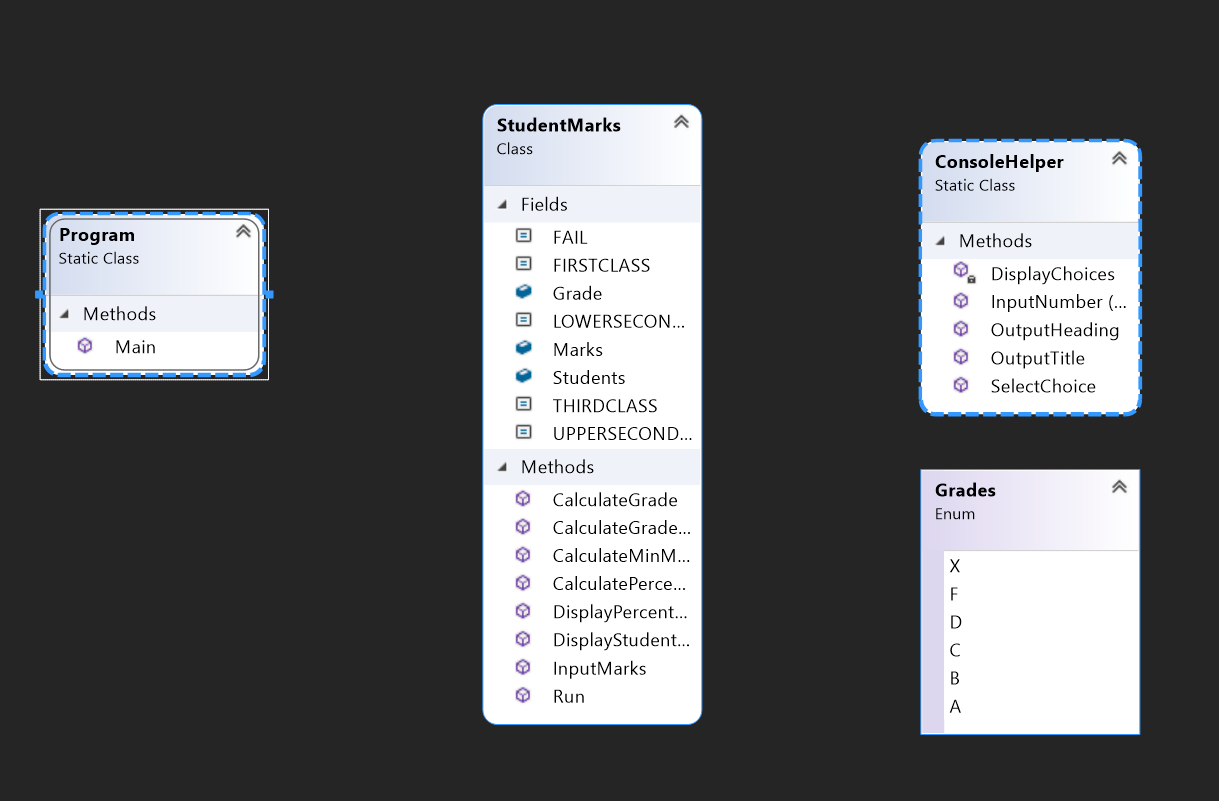 Program
Static Class
Methods
Main
StudentMarks
Class
Fields
FAIL
FIRSTCLASS
Grade
LOWERSECON...
Marks
Students
THIRDCLASS
UPPERSECOND...
Methods
CalculateGrade
CalculateGrade...
CalculateMinM...
CalculatePerce...
DisplayPercent...
DisplayStudent...
InputMarks
Run
ConsoleHelper
Static Class
Methods
DisplayChoices
InputNumber (...
OutputHeading
OutputTitle
SelectChoice
Grades
Enum
X
F
D
C
B
A